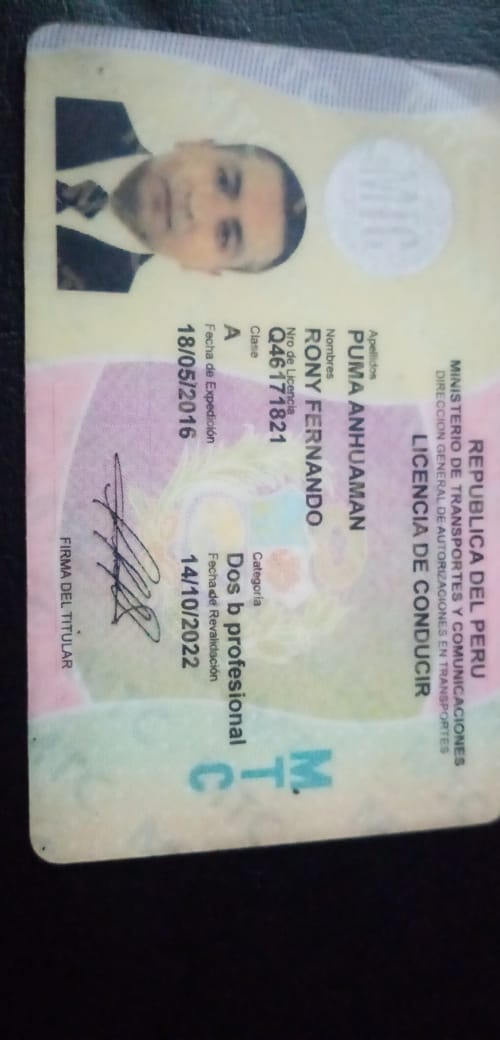 REPUBLICA DEL PERU
MINISTERIO DE TRANSPORTES Y COMUNICACIONES
DIRECCIÓN GENERAL DE AUTORIZACIONES EN TRANSPORTES
LICENCIA DE CONDUCIR
Apellidos
PUMA ANHUAMAN
Nombres
RONY FERNANDO
Nro de Licencia
Q46171821
Clase
A
Categoría
Dos b profesional
Fecha de Expedición
18/05/2016
Fecha de Revalidación
14/10/2022
MTC
FIRMA DEL TITULAR